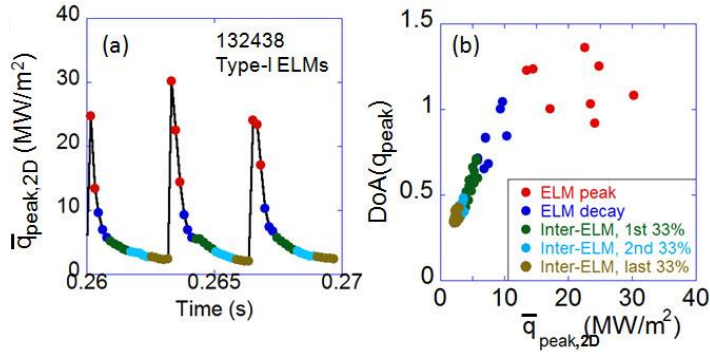 (a)
132438
Type-I ELMs
q̅peak,2D (MW/m²)
40
30
20
10
0
0.26
0.265
0.27
Time (s)
(b)
DoA(qpeak)
1.5
1
0.5
0
ELM peak
ELM decay
Inter-ELM, 1st 33%
Inter-ELM, 2nd 33%
Inter-ELM, last 33%
0
10
20
30
40
q̅peak,2D(MW/m²)